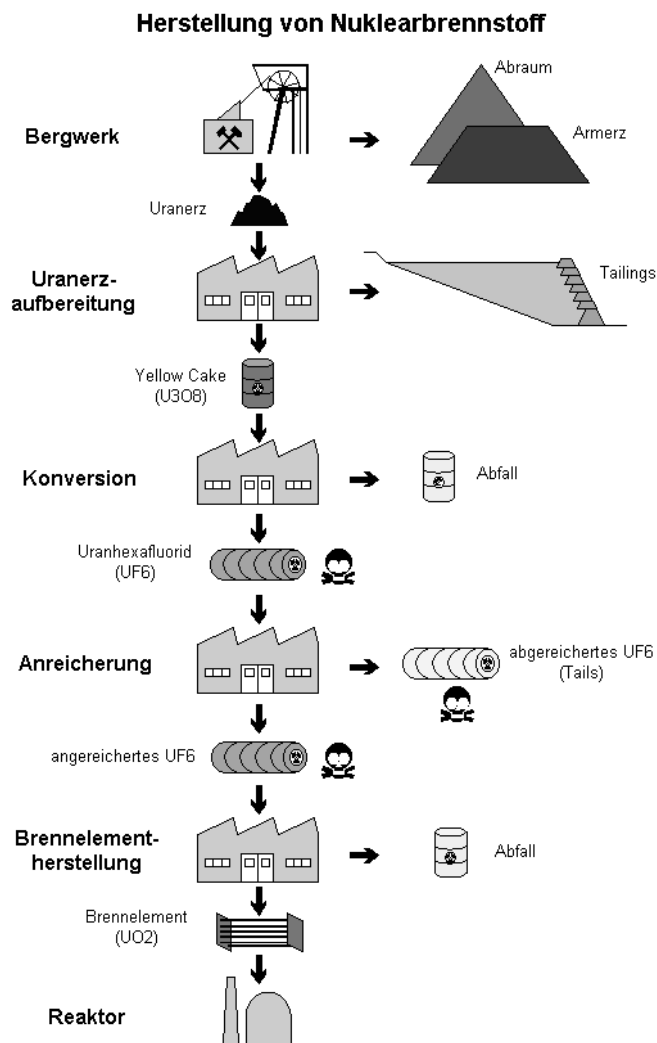 Herstellung von Nuklearbrennstoff
Abraum
Armerz
Bergwerk
Uranerz
Uranerz-
aufbereitung
Tailings
Yellow Cake
(U3O8)
Konversion
Abfall
Uranhexafluorid
(UF6)
Anreicherung
abgereichertes UF6
(Tails)
angereichertes UF6
Brennelement-
herstellung
Abfall
Brennelement
(UO2)
Reaktor